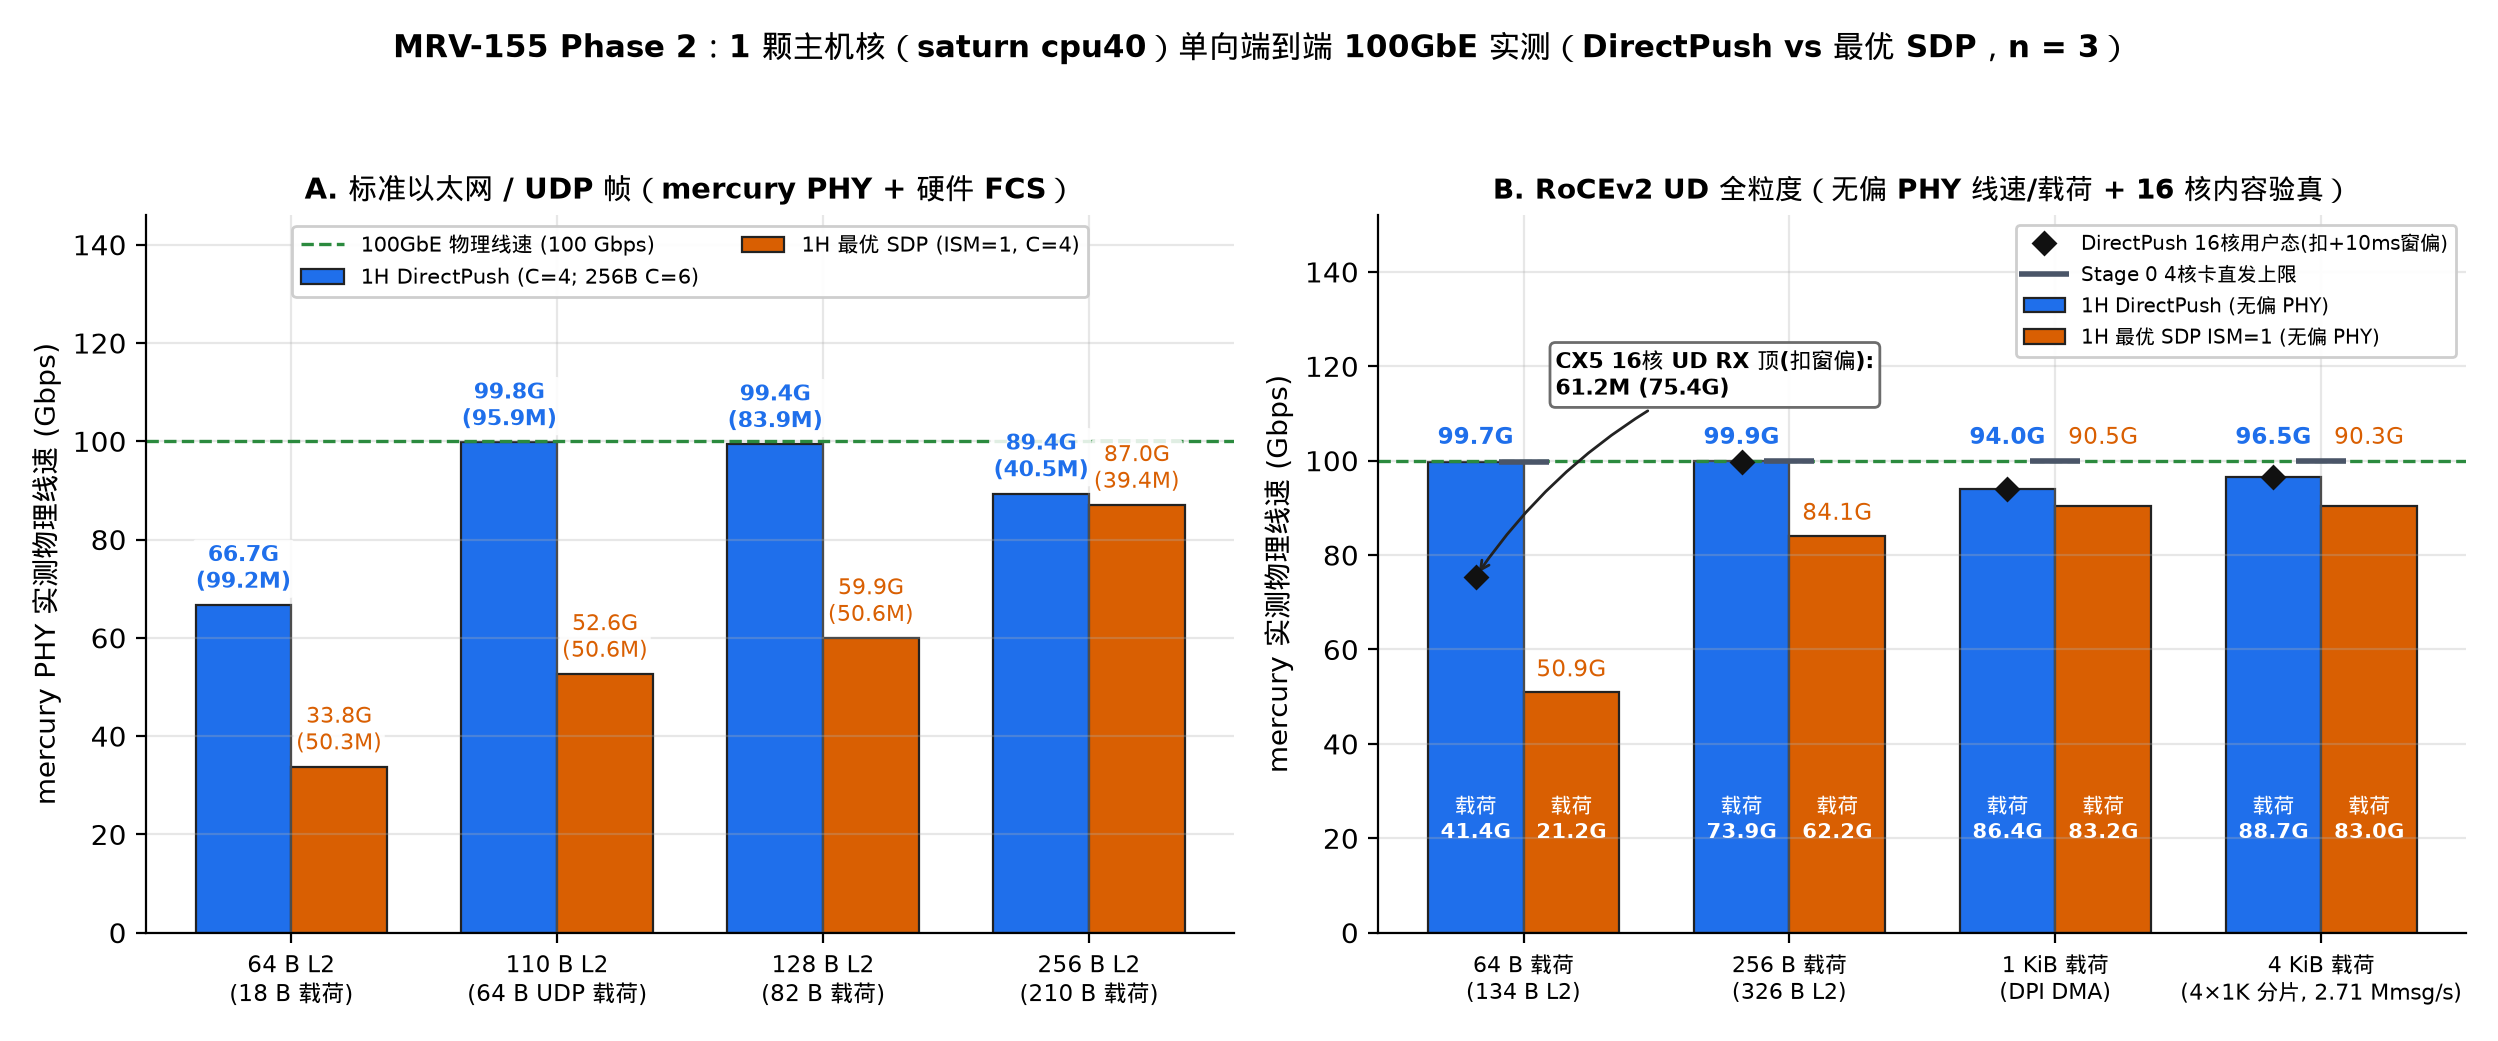 MRV-155 Phase 2：1 颗主机核（saturn cpu40）单向端到端 100GbE 实测（DirectPush vs 最优 SDP，n = 3）
A. 标准以太网 / UDP 帧（mercury PHY + 硬件 FCS）
mercury PHY 实测物理线速 (Gbps)
140
120
100
80
60
40
20
0
100GbE 物理线速 (100 Gbps)
1H DirectPush (C=4; 256B C=6)
1H 最优 SDP (ISM=1, C=4)
66.7G
(99.2M)
33.8G
(50.3M)
99.8G
(95.9M)
52.6G
(50.6M)
99.4G
(83.9M)
59.9G
(50.6M)
89.4G
(40.5M)
87.0G
(39.4M)
64 B L2
(18 B 载荷)
110 B L2
(64 B UDP 载荷)
128 B L2
(82 B 载荷)
256 B L2
(210 B 载荷)
B. RoCEv2 UD 全粒度（无偏 PHY 线速/载荷 + 16 核内容验真）
mercury 实测物理线速 (Gbps)
140
120
100
80
60
40
20
0
DirectPush 16核用户态(扣+10ms窗偏)
Stage 0 4核卡直发上限
1H DirectPush (无偏 PHY)
1H 最优 SDP ISM=1 (无偏 PHY)
CX5 16核 UD RX 顶(扣窗偏):
61.2M (75.4G)
99.7G
50.9G
99.9G
84.1G
94.0G
90.5G
96.5G
90.3G
载荷
41.4G
载荷
21.2G
载荷
73.9G
载荷
62.2G
载荷
86.4G
载荷
83.2G
载荷
88.7G
载荷
83.0G
64 B 载荷
(134 B L2)
256 B 载荷
(326 B L2)
1 KiB 载荷
(DPI DMA)
4 KiB 载荷
(4×1K 分片, 2.71 Mmsg/s)